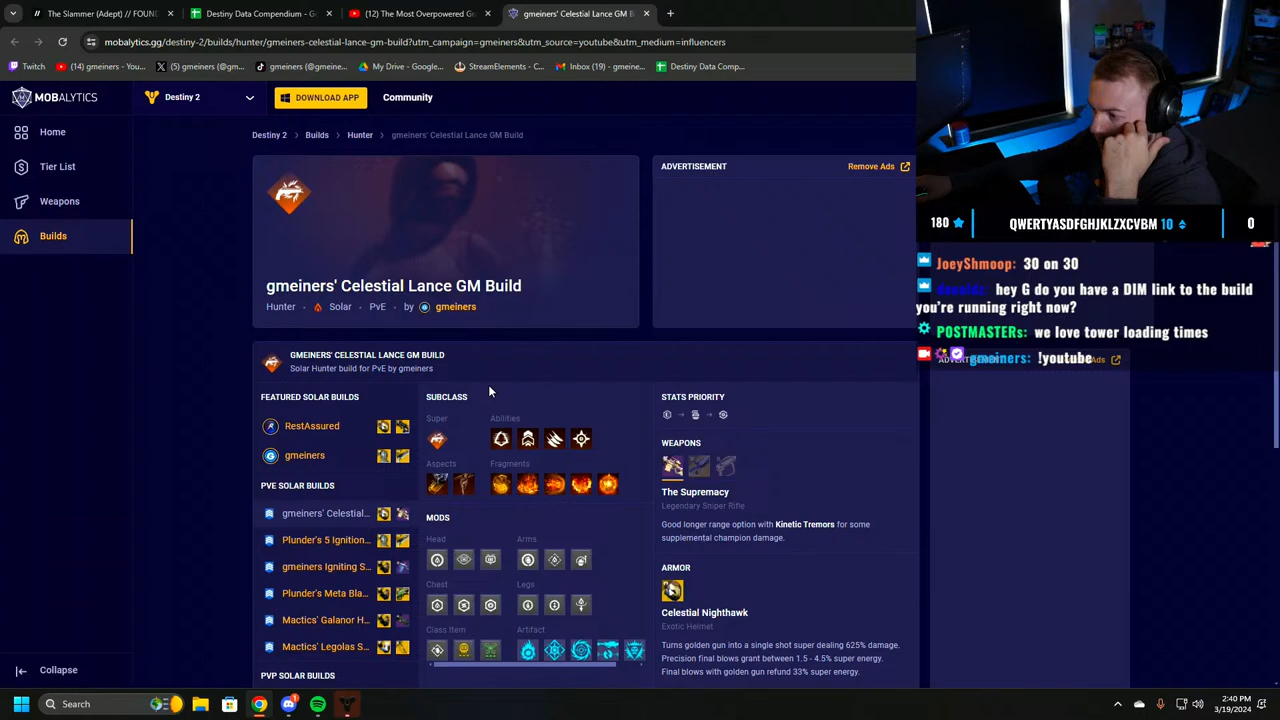 // The Slammer (Adept) // FOUND
Destiny Data Compendium - G
(12) The Most Overpowered Ge
gmeiners' Celestial Lance GM B
mobalytics.gg/destiny-2/builds/hunter/gmeiners-celestial-lance-gm-build?utm_campaign=gmeiners&utm_source=youtube&utm_medium=influencers
Twitch
(14) gmeiners - You...
(5) gmeiners (@gm...
gmeiners (@gmeine...
My Drive - Google...
StreamElements - C...
Inbox (19) - gmeine...
Destiny Data Comp...
MOBALYTICS
Destiny 2
DOWNLOAD APP
Community
Home
Tier List
Weapons
Builds
Collapse
Destiny 2 > Builds > Hunter > gmeiners' Celestial Lance GM Build
gmeiners' Celestial Lance GM Build
Hunter • Solar • PvE • by gmeiners
ADVERTISEMENT
Remove Ads
GMEINERS' CELESTIAL LANCE GM BUILD
Solar Hunter build for PvE by gmeiners
FEATURED SOLAR BUILDS
RestAssured
gmeiners
PVE SOLAR BUILDS
gmeiners' Celestial...
Plunder's 5 Ignition...
gmeiners Igniting S...
Plunder's Meta Bla...
Mactics' Galanor H...
Mactics' Legolas S...
PVP SOLAR BUILDS
SUBCLASS
Super
Abilities
Aspects
Fragments
MODS
Head
Arms
Chest
Legs
Class Item
Artifact
STATS PRIORITY
WEAPONS
The Supremacy
Legendary Sniper Rifle
Good longer range option with Kinetic Tremors for some
supplemental champion damage.
ARMOR
Celestial Nighthawk
Exotic Helmet
Turns golden gun into a single shot super dealing 625% damage.
Precision final blows grant between 1.5 - 4.5% super energy.
Final blows with golden gun refund 33% super energy.
180
QWERTYASDFGHJKLZXCVBM 10
0
JoeyShmoop: 30 on 30
hey G do you have a DIM link to the build
you're running right now?
POSTMASTERs: we love tower loading times
gmeiners: !youtube
Ads
Search
2:40 PM
3/19/2024